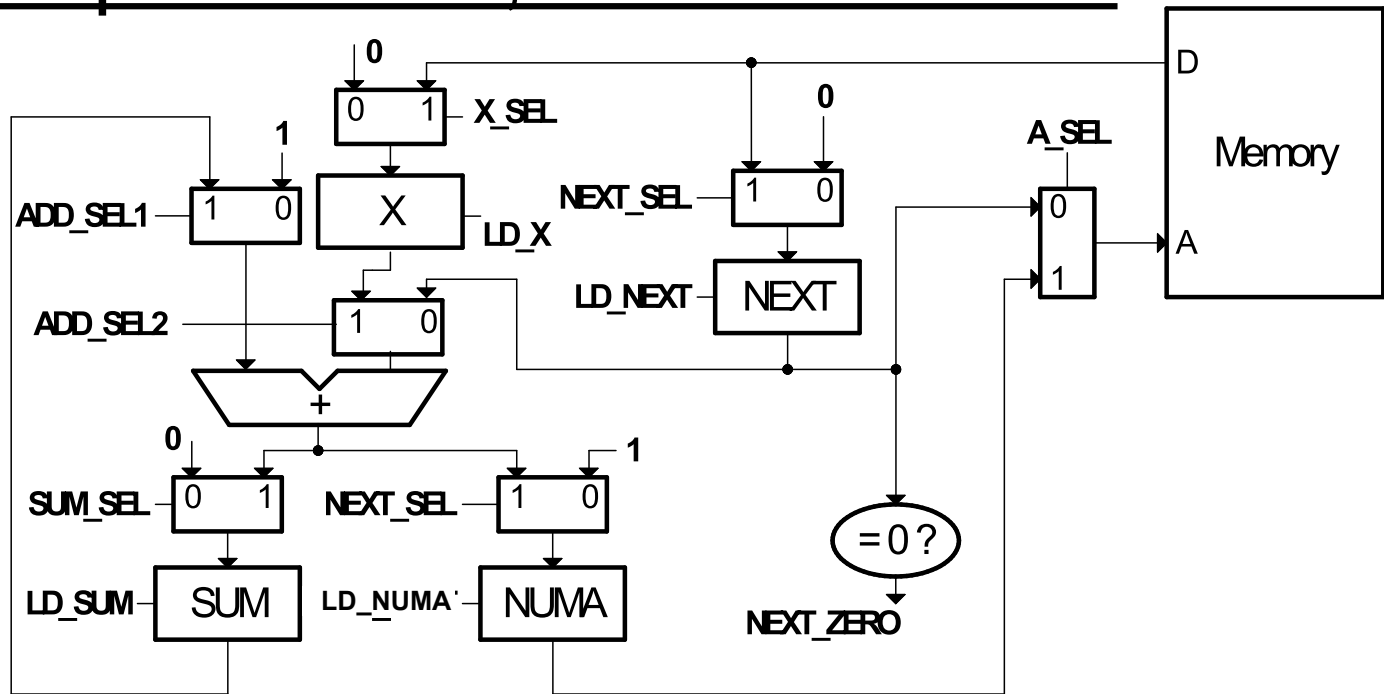 0
D
0 1
X_SEL
0
A_SEL
Memory
1
1 0
ADD_SEL1
X
LD_X
NEXT_SEL
1 0
0
1
A
LD_NEXT
NEXT
ADD_SEL2
1 0
+
0
1
SUM_SEL
0 1
NEXT_SEL
1 0
=0?
LD_SUM
SUM
LD_NUMA'
NUMA
NEXT_ZERO